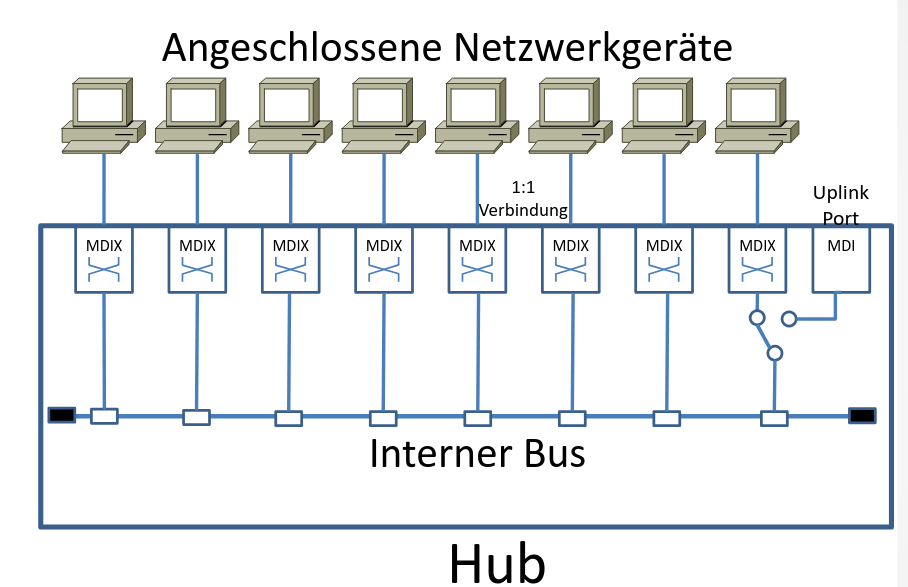 Angeschlossene Netzwerkgeräte
1:1
Verbindung
Uplink
Port
MDIX
MDIX
MDIX
MDIX
MDIX
MDIX
MDIX
MDIX
MDI
Interner Bus
Hub